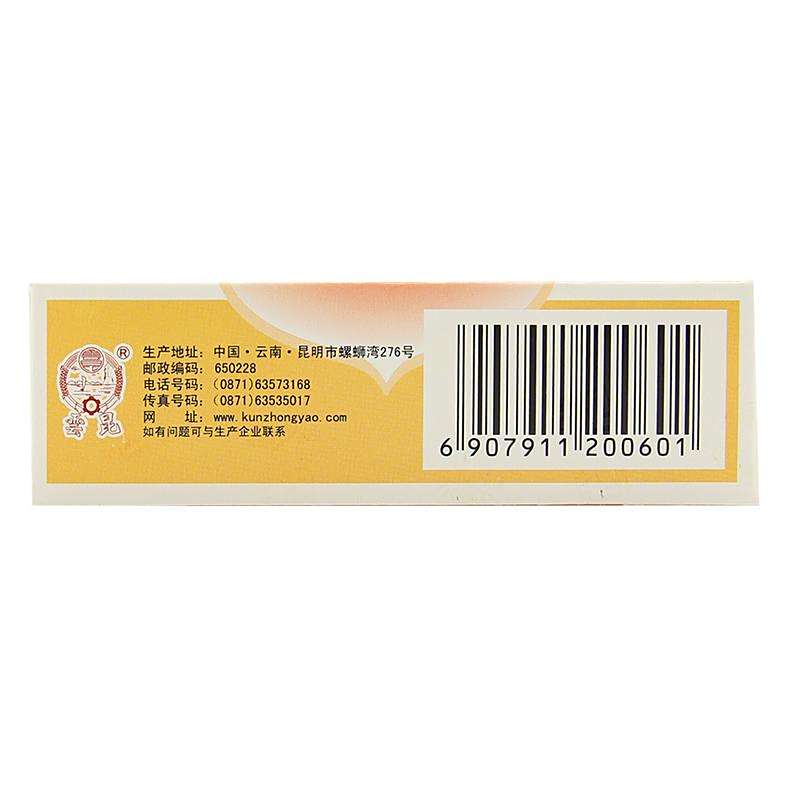 ®
雲昆
生产地址：中国·云南·昆明市螺蛳湾276号
邮政编码：650228
电话号码：(0871)63573168
传真号码：(0871)63535017
网　　址：www.kunzhongyao.com
如有问题可与生产企业联系
6 907911 200601